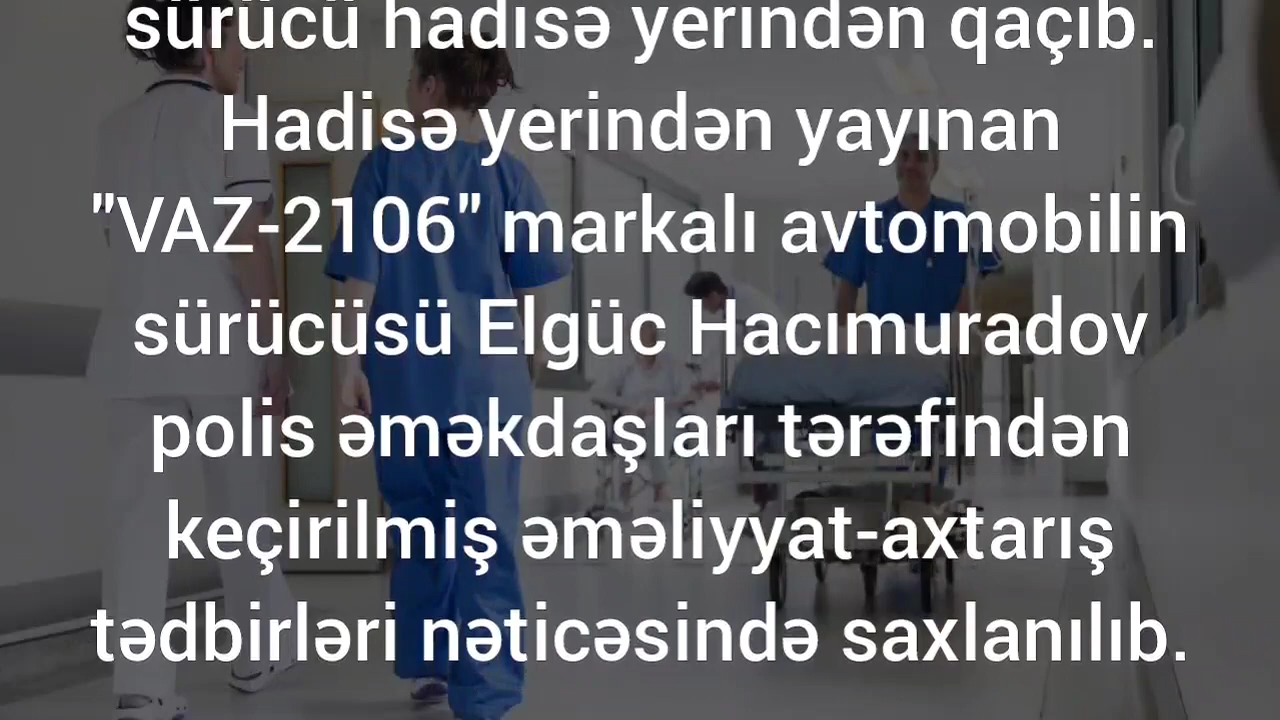 sürücü hadisə yerindən qaçıb.
Hadisə yerindən yayınan
"VAZ-2106" markalı avtomobilin
sürücüsü Elgüc Hacımuradov
polis əməkdaşları tərəfindən
keçirilmiş əməliyyat-axtarış
tədbirləri nəticəsində saxlanılıb.